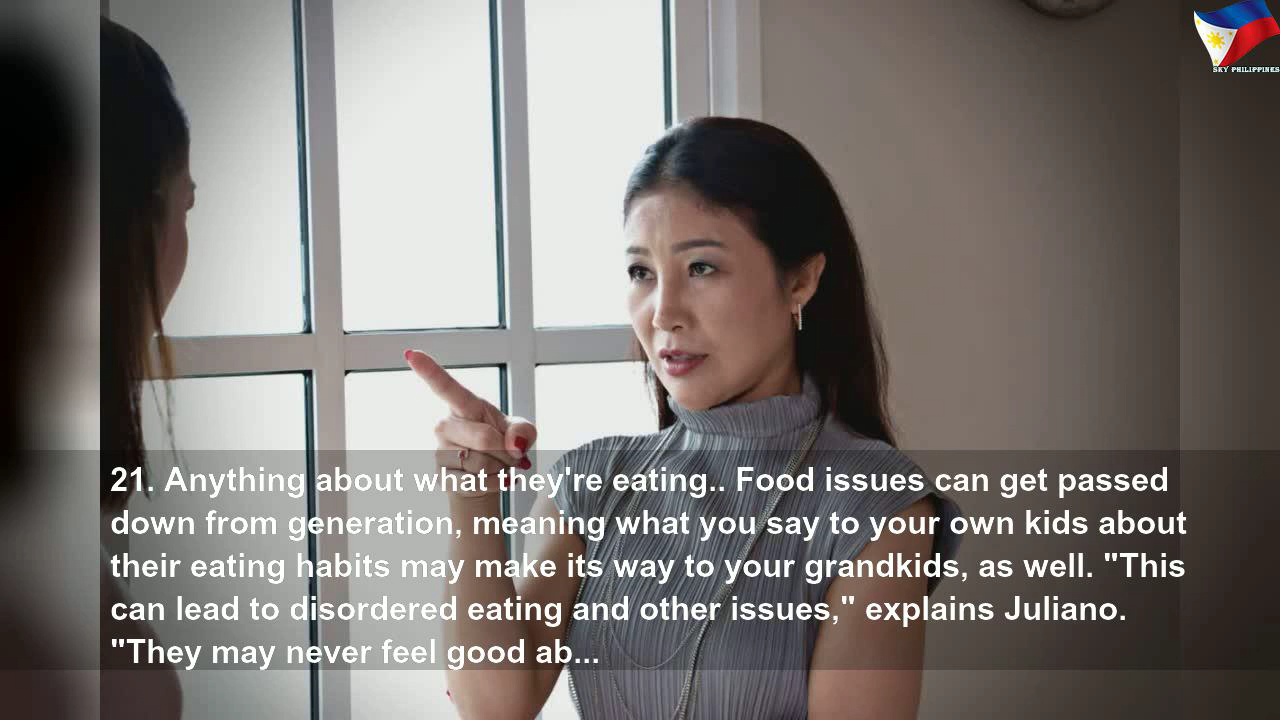 SKY PHILIPPINES
21. Anything about what they're eating.. Food issues can get passed
down from generation, meaning what you say to your own kids about
their eating habits may make its way to your grandkids, as well. "This
can lead to disordered eating and other issues," explains Juliano.
"They may never feel good ab...